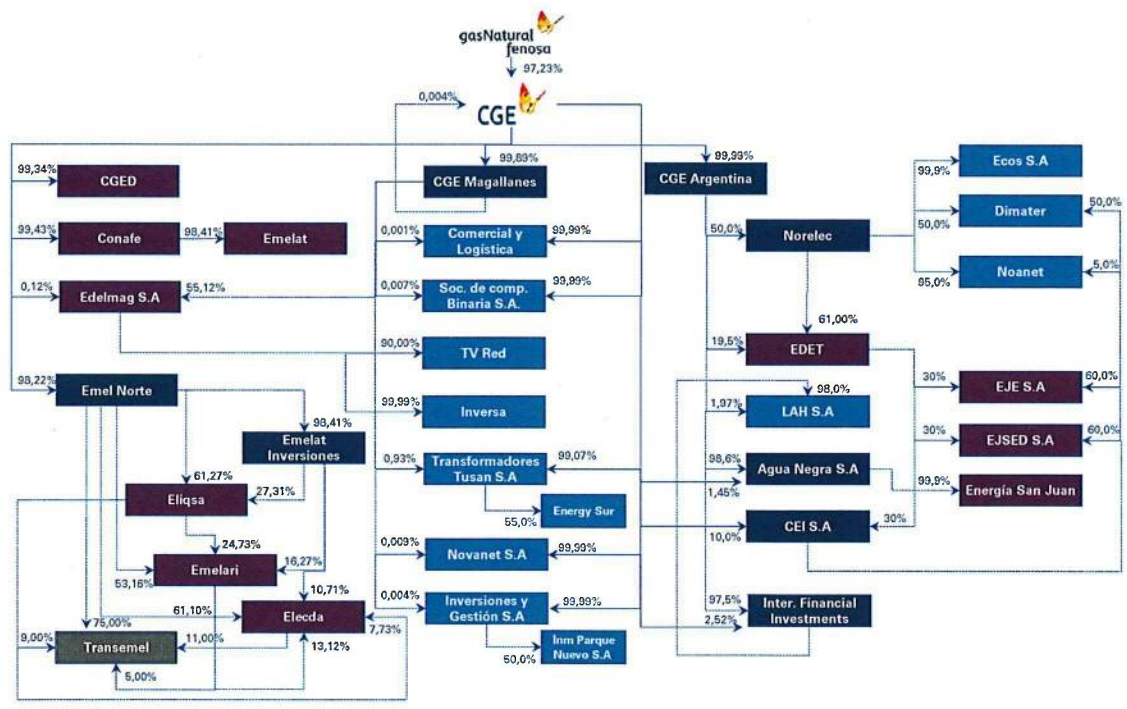 gasNatural
fenosa
97,23%
0,004%
CGE
99,89%
99,99%
99,34%
CGED
CGE Magallanes
CGE Argentina
Ecos S.A
99,9%
99,43%
Conafe
98,41%
Emelat
0,001%
Comercial y
Logística
99,99%
50,0%
Norelec
50,0%
Dimater
50,0%
0,12%
Edelmag S.A
55,12%
0,007%
Soc. de comp.
Binaria S.A.
99,99%
95,0%
Noanet
5,0%
61,00%
90,00%
TV Red
19,5%
EDET
98,22%
Emel Norte
98,0%
30%
EJE S.A
60,0%
99,99%
Inversa
1,97%
LAH S.A
98,41%
Emelat
Inversiones
30%
EJSED S.A
60,0%
61,27%
27,31%
Eliqsa
0,93%
Transformadores
Tusan S.A
99,07%
98,6%
1,45%
Agua Negra S.A
99,9%
Energía San Juan
55,0%
Energy Sur
10,0%
CEI S.A
30%
24,73%
53,16%
Emelari
16,27%
0,009%
Novanet S.A
99,99%
10,71%
61,10%
Elecda
7,73%
0,004%
Inversiones y
Gestión S.A
99,99%
97,5%
2,52%
Inter. Financial
Investments
75,00%
9,00%
Transemel
11,00%
13,12%
5,00%
50,0%
Inm Parque
Nuevo S.A